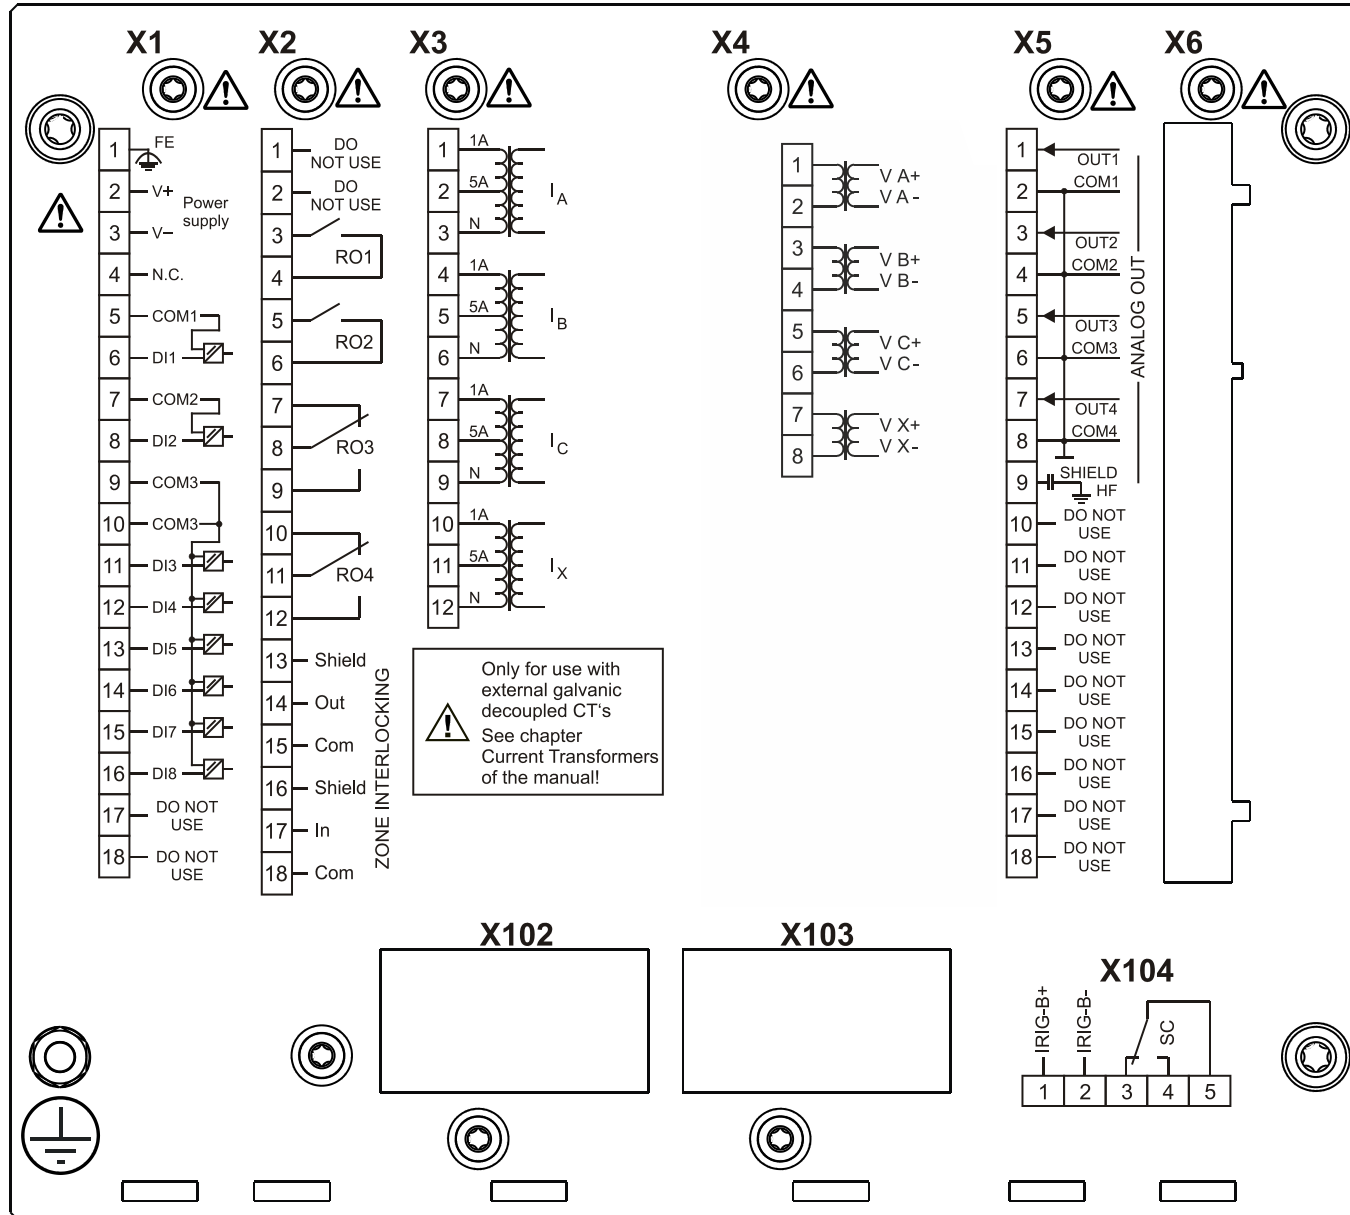 X1
1
FE
2
V+
Power
supply
3
V–
4
N.C.
5
COM1
6
DI1
7
COM2
8
DI2
9
COM3
10
COM3
11
DI3
12
DI4
13
DI5
14
DI6
15
DI7
16
DI8
17
DO NOT
USE
18
DO NOT
USE
X2
1
DO
NOT USE
2
DO
NOT USE
3
RO1
4
5
RO2
6
7
8
RO3
9
10
11
RO4
12
13
Shield
14
Out
15
Com
16
Shield
17
In
18
Com
ZONE INTERLOCKING
X3
1
1A
2
5A
IA
3
N
4
1A
5
5A
IB
6
N
7
1A
8
5A
IC
9
N
10
1A
11
5A
IX
12
N
Only for use with
external galvanic
decoupled CT‘s
See chapter
Current Transformers
of the manual!
X4
1
V A+
2
V A-
3
V B+
4
V B-
5
V C+
6
V C-
7
V X+
8
V X-
X5
1
OUT1
2
COM1
3
OUT2
4
COM2
5
OUT3
6
COM3
7
OUT4
8
COM4
9
SHIELD
HF
ANALOG OUT
10
DO NOT
USE
11
DO NOT
USE
12
DO NOT
USE
13
DO NOT
USE
14
DO NOT
USE
15
DO NOT
USE
16
DO NOT
USE
17
DO NOT
USE
18
DO NOT
USE
X6
X102
X103
X104
IRIG-B+
IRIG-B-
SC
1 2 3 4 5